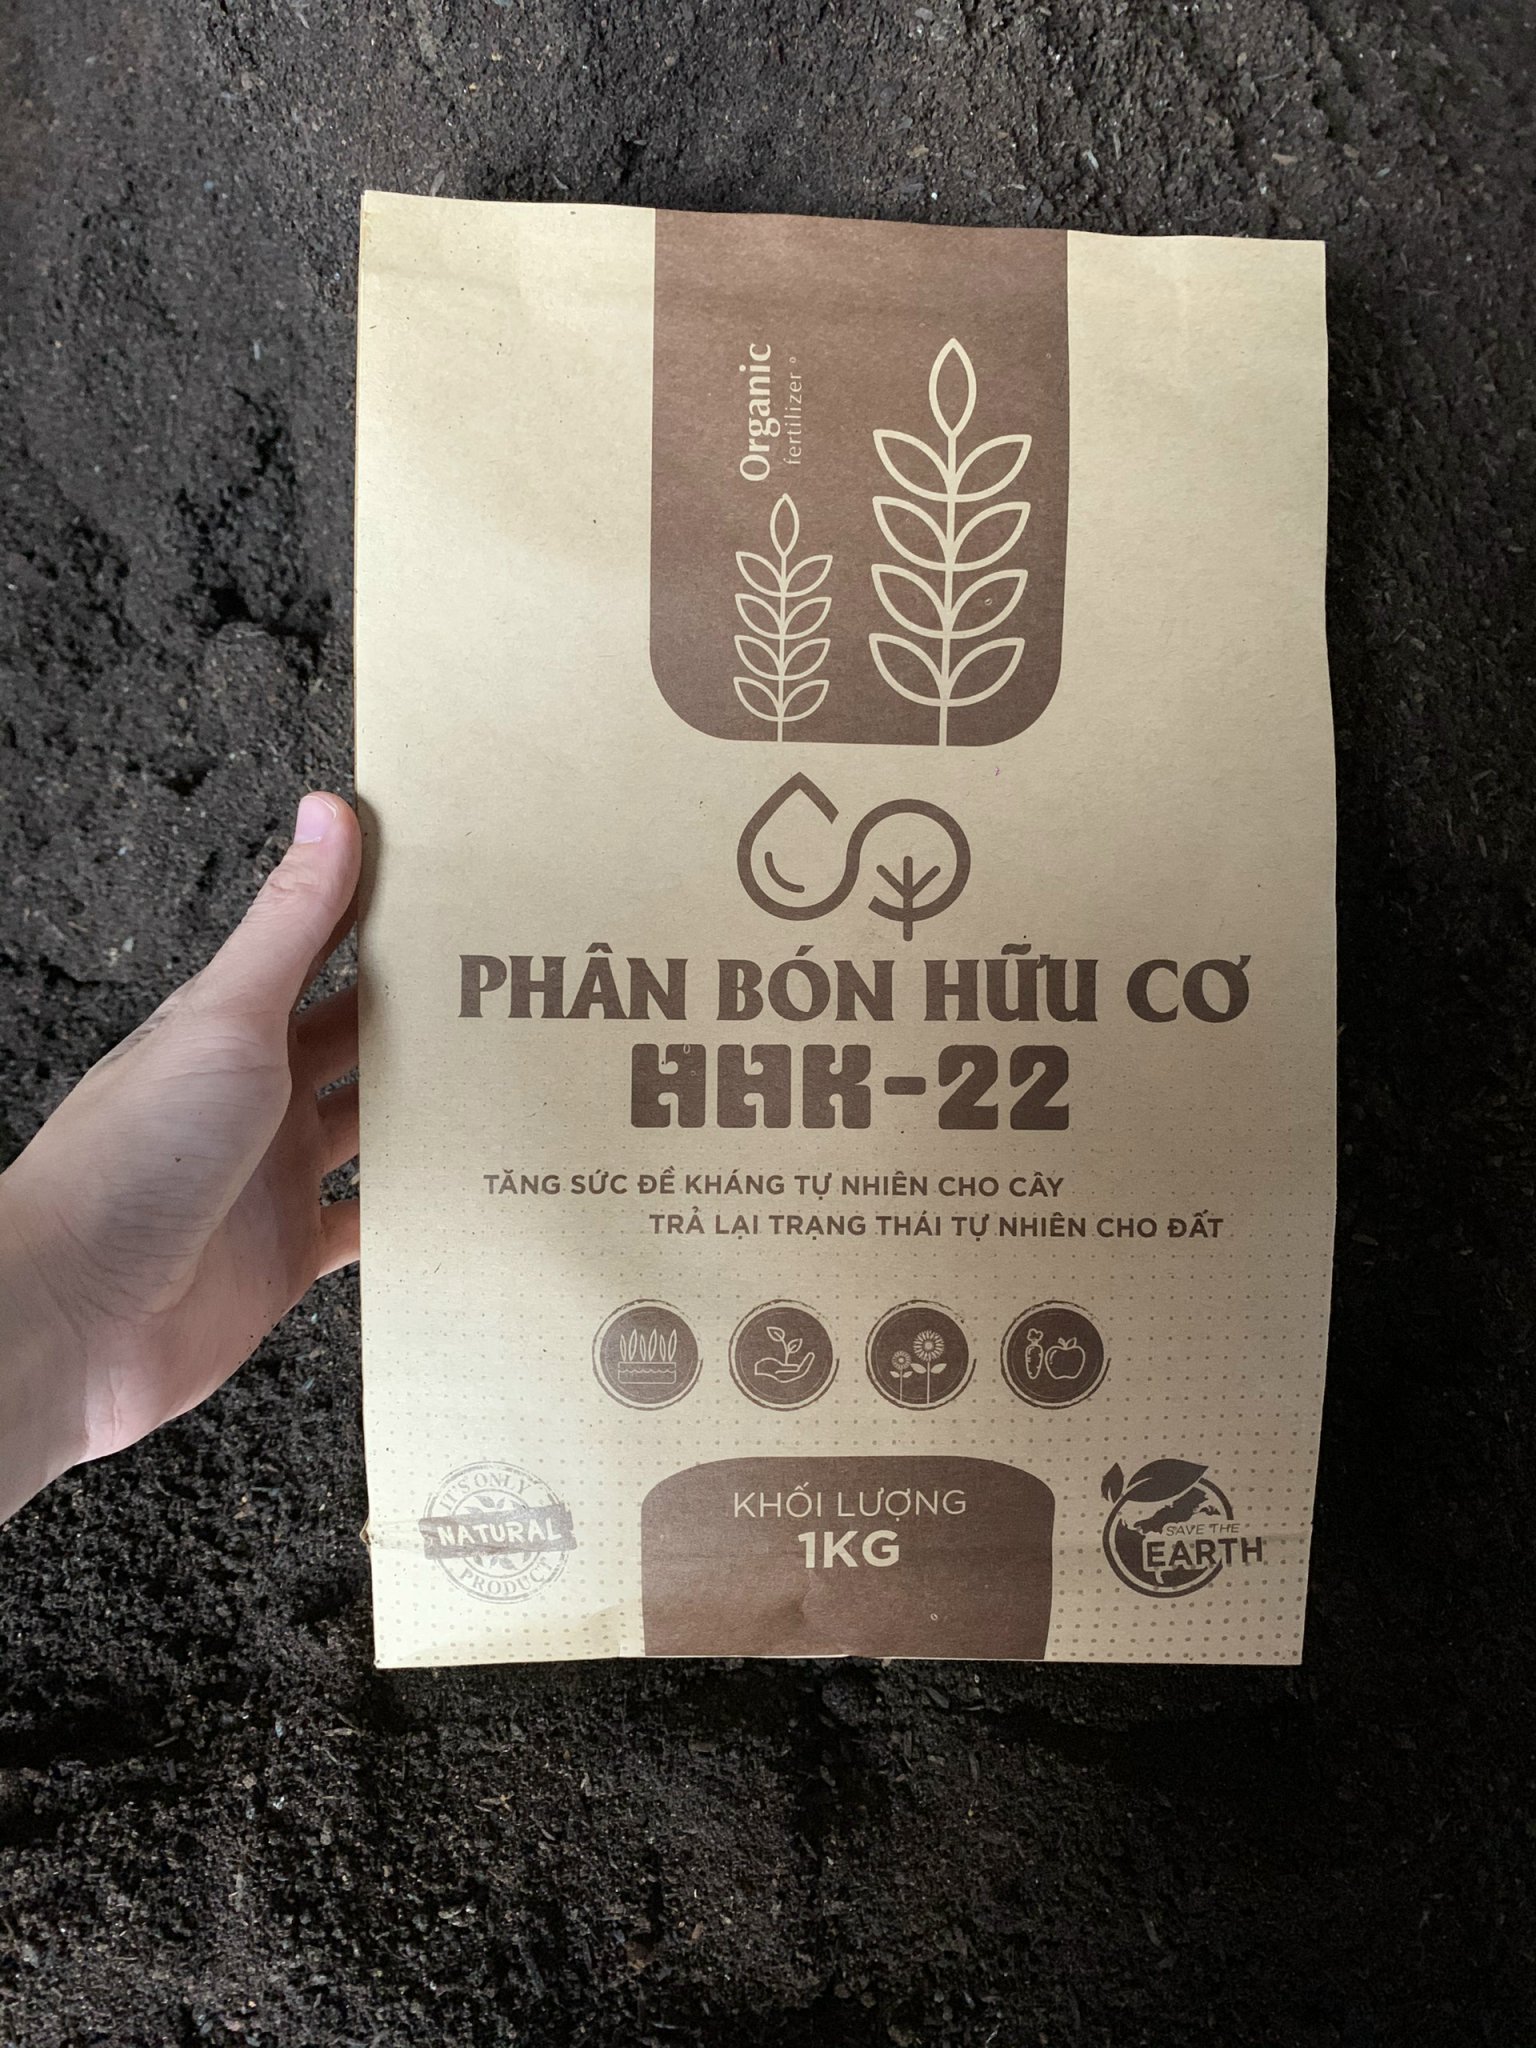 Organic
fertilizer
PHÂN BÓN HỮU CƠ
HHK-22
TĂNG SỨC ĐỀ KHÁNG TỰ NHIÊN CHO CÂY
TRẢ LẠI TRẠNG THÁI TỰ NHIÊN CHO ĐẤT
IT'S ONLY
NATURAL
PRODUCT
KHỐI LƯỢNG
1KG
SAVE THE
EARTH